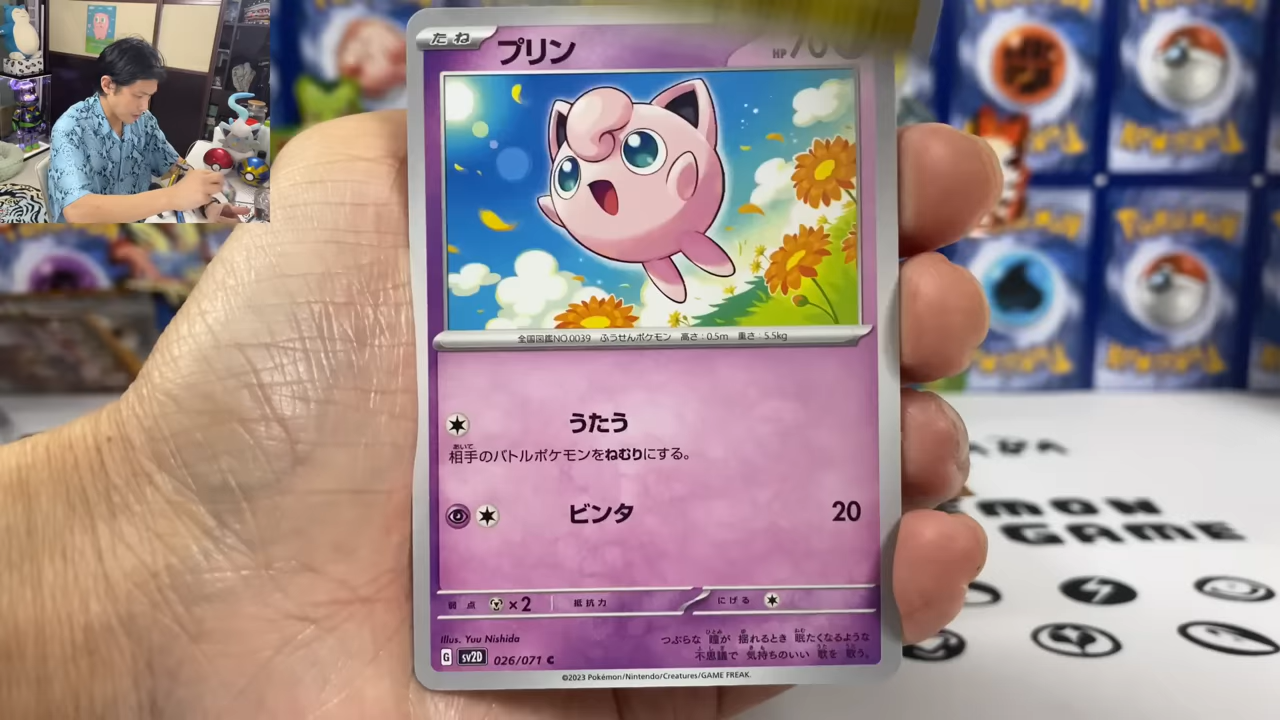 たね プリン HP70
全国図鑑NO.0039 ふうせんポケモン 高さ:0.5m 重さ:5.5kg
うたう
相手のバトルポケモンをねむりにする。
ビンタ 20
弱点 ×2 抵抗力 にげる
Illus. Yuu Nishida
つぶらな 瞳が 揺れるとき 眠たくなるような
不思議で 気持ちのいい 歌を 歌う。
G SV2D 026/071 C
©2023 Pokémon/Nintendo/Creatures/GAME FREAK.
GAME